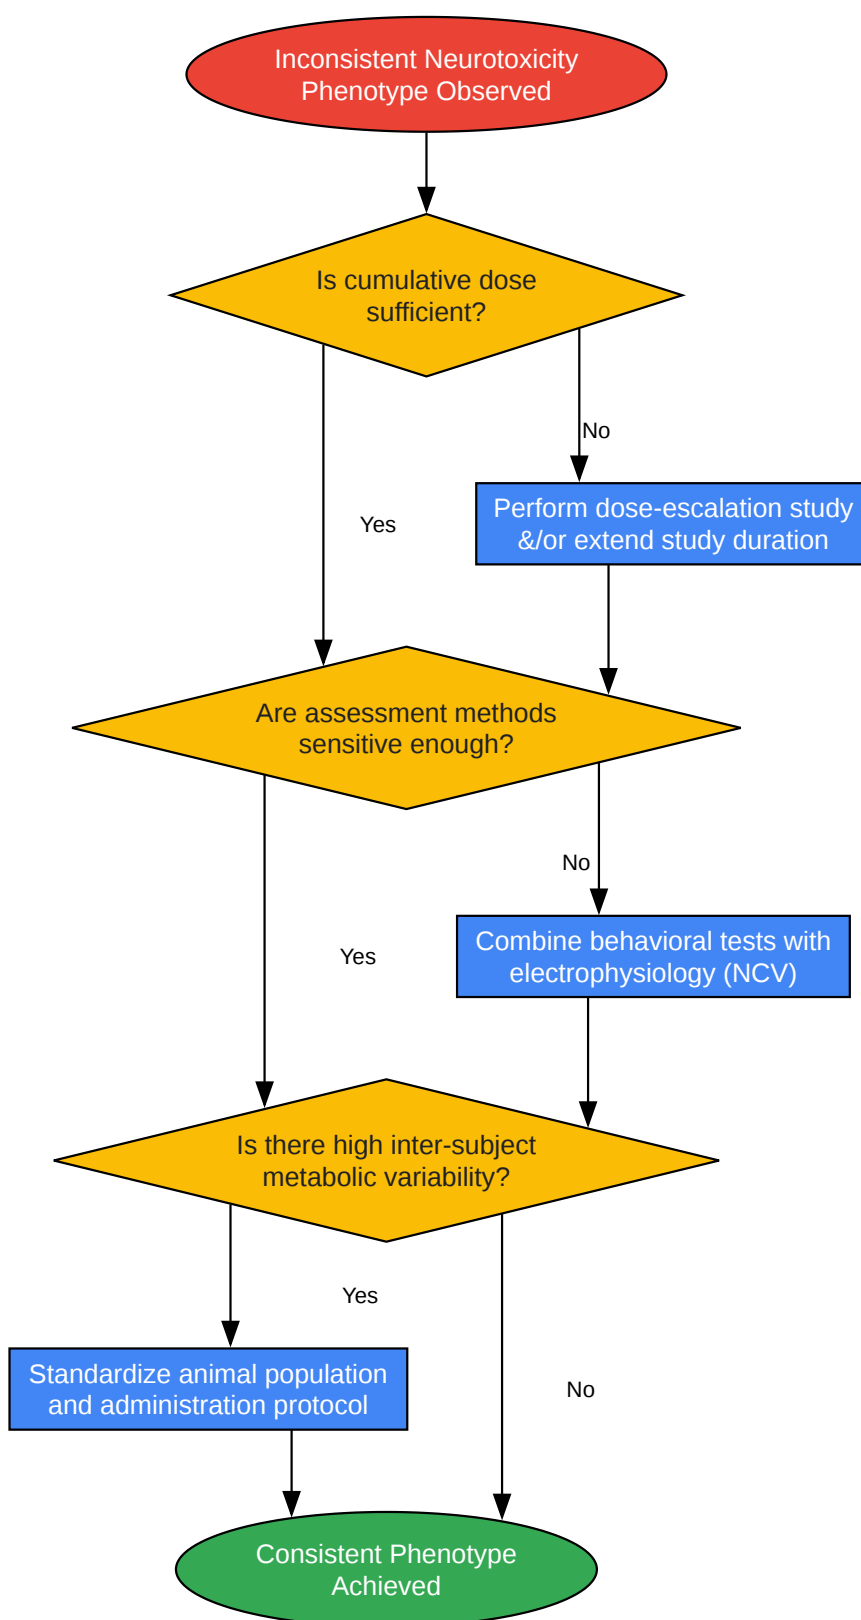 Inconsistent Neurotoxicity
Phenotype Observed
Is cumulative dose
sufficient?
No
Perform dose-escalation study
&/or extend study duration
Yes
Are assessment methods
sensitive enough?
No
Combine behavioral tests with
electrophysiology (NCV)
Yes
Is there high inter-subject
metabolic variability?
Yes
Standardize animal population
and administration protocol
No
Consistent Phenotype
Achieved